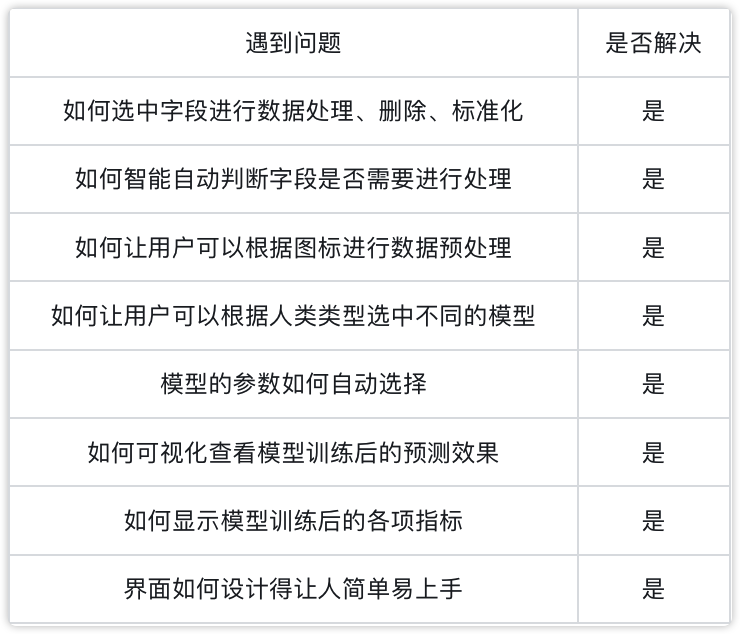 遇到问题 是否解决
如何选中字段进行数据处理、删除、标准化 是
如何智能自动判断字段是否需要进行处理 是
如何让用户可以根据图标进行数据预处理 是
如何让用户可以根据人类类型选中不同的模型 是
模型的参数如何自动选择 是
如何可视化查看模型训练后的预测效果 是
如何显示模型训练后的各项指标 是
界面如何设计得让人简单易上手 是